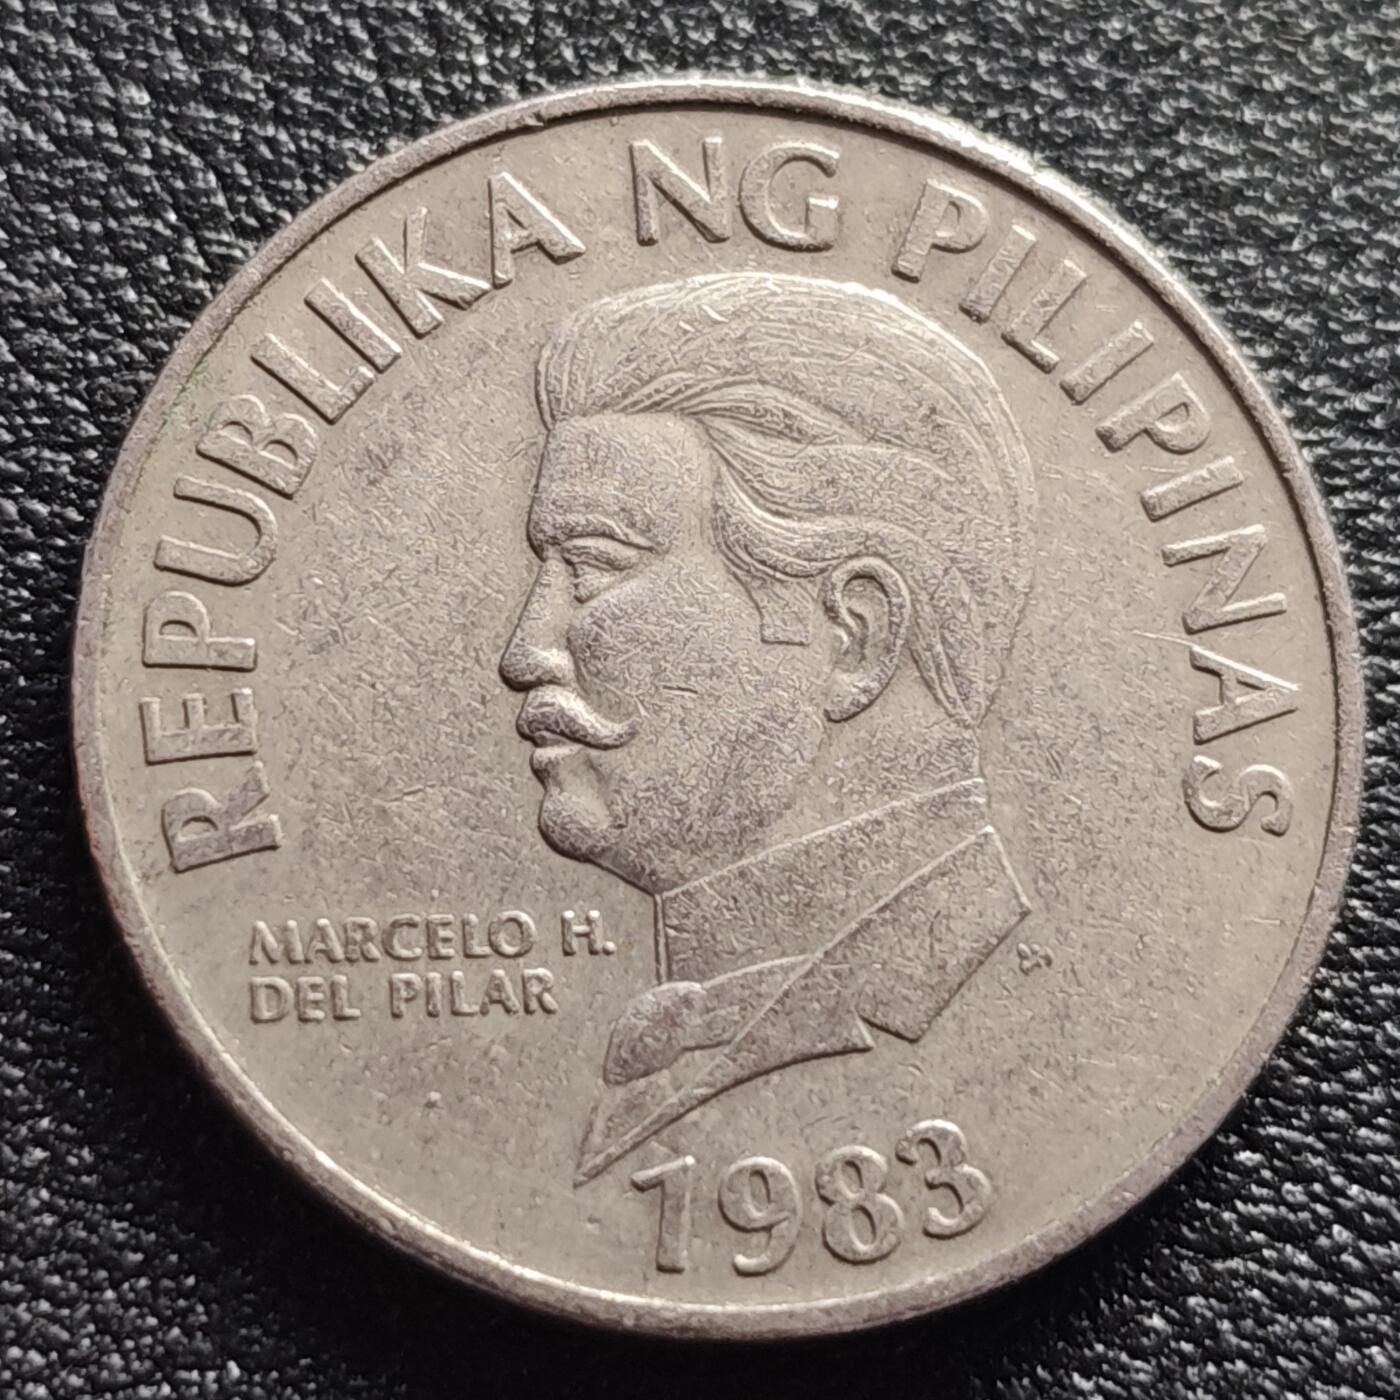 REPUBLIKA NG PILIPINAS
MARCELO H.
DEL PILAR
1983